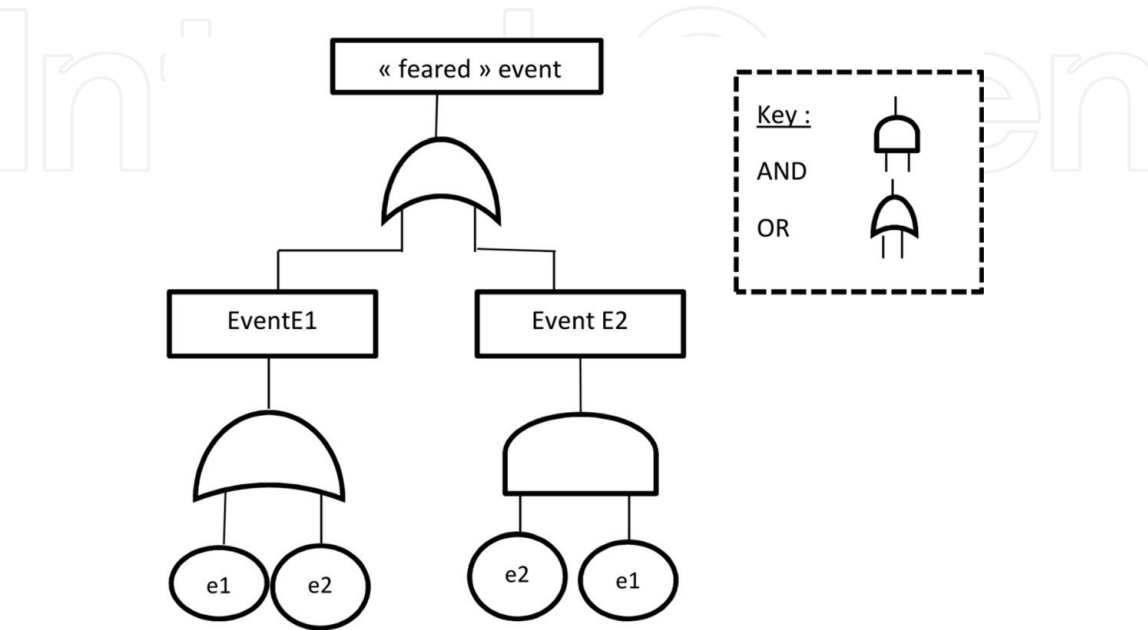 « feared » event
Key :
AND
OR
EventE1
Event E2
e1
e2
e2
e1